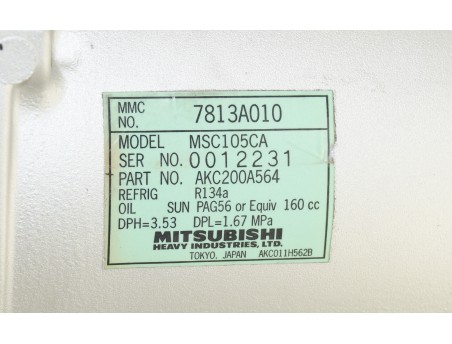 MMC NO. 7813A010
MODEL MSC105CA
SER NO. 0012231
PART NO. AKC200A564
REFRIG R134a
OIL SUN PAG56 or Equiv 160 cc
DPH=3.53 DPL=1.67 MPa
MITSUBISHI
HEAVY INDUSTRIES, LTD.
TOKYO. JAPAN AKC011H562B